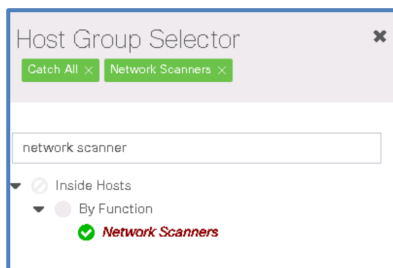 Host Group Selector
Catch All × Network Scanners ×
network scanner
Inside Hosts
By Function
Network Scanners